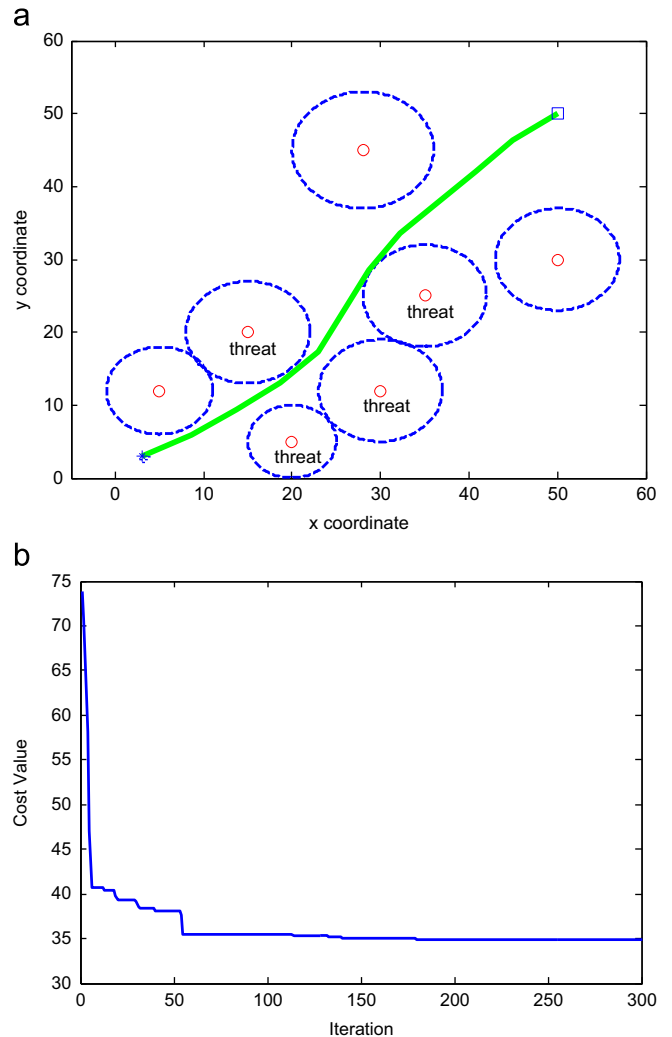 a
60
50
40
30
20
10
0
y coordinate
threat
threat
threat
threat
0 10 20 30 40 50 60
x coordinate
b
75
70
65
60
55
50
45
40
35
30
Cost Value
0 50 100 150 200 250 300
Iteration